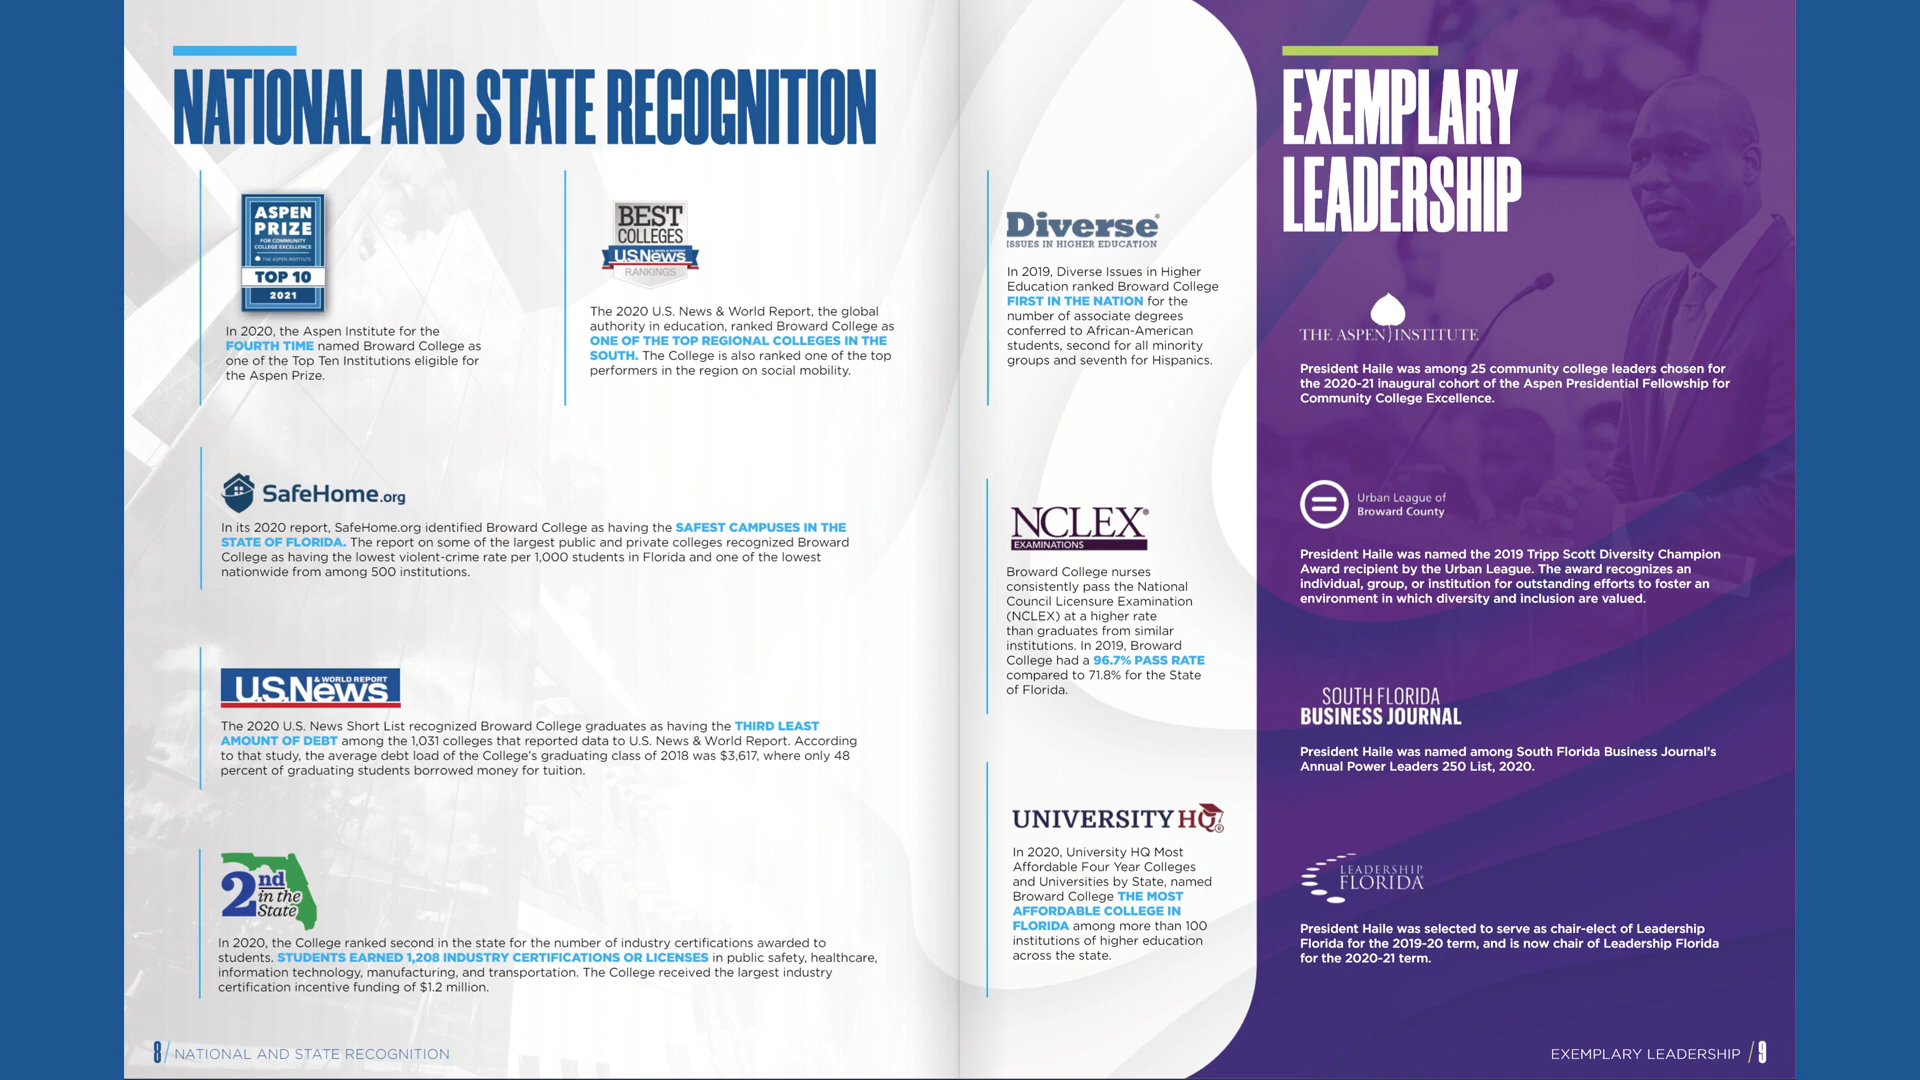 NATIONAL AND STATE RECOGNITION
ASPEN
PRIZE
FOR COMMUNITY
COLLEGE EXCELLENCE
THE ASPEN INSTITUTE
TOP 10
2021
In 2020, the Aspen Institute for the
FOURTH TIME named Broward College as
one of the Top Ten Institutions eligible for
the Aspen Prize.
BEST
COLLEGES
U.S.News
& WORLD REPORT
RANKINGS
The 2020 U.S. News & World Report, the global
authority in education, ranked Broward College as
ONE OF THE TOP REGIONAL COLLEGES IN THE
SOUTH. The College is also ranked one of the top
performers in the region on social mobility.
SafeHome.org
In its 2020 report, SafeHome.org identified Broward College as having the SAFEST CAMPUSES IN THE
STATE OF FLORIDA. The report on some of the largest public and private colleges recognized Broward
College as having the lowest violent-crime rate per 1,000 students in Florida and one of the lowest
nationwide from among 500 institutions.
U.S.News & WORLD REPORT
The 2020 U.S. News Short List recognized Broward College graduates as having the THIRD LEAST
AMOUNT OF DEBT among the 1,031 colleges that reported data to U.S. News & World Report. According
to that study, the average debt load of the College's graduating class of 2018 was $3,617, where only 48
percent of graduating students borrowed money for tuition.
2nd
in the
State
In 2020, the College ranked second in the state for the number of industry certifications awarded to
students. STUDENTS EARNED 1,208 INDUSTRY CERTIFICATIONS OR LICENSES in public safety, healthcare,
information technology, manufacturing, and transportation. The College received the largest industry
certification incentive funding of $1.2 million.
8/ NATIONAL AND STATE RECOGNITION
Diverse®
ISSUES IN HIGHER EDUCATION
In 2019, Diverse Issues in Higher
Education ranked Broward College
FIRST IN THE NATION for the
number of associate degrees
conferred to African-American
students, second for all minority
groups and seventh for Hispanics.
NCLEX®
EXAMINATIONS
Broward College nurses
consistently pass the National
Council Licensure Examination
(NCLEX) at a higher rate
than graduates from similar
institutions. In 2019, Broward
College had a 96.7% PASS RATE
compared to 71.8% for the State
of Florida.
UNIVERSITY HQ®
In 2020, University HQ Most
Affordable Four Year Colleges
and Universities by State, named
Broward College THE MOST
AFFORDABLE COLLEGE IN
FLORIDA among more than 100
institutions of higher education
across the state.
EXEMPLARY
LEADERSHIP
THE ASPEN INSTITUTE
President Haile was among 25 community college leaders chosen for
the 2020-21 inaugural cohort of the Aspen Presidential Fellowship for
Community College Excellence.
Urban League of
Broward County
President Haile was named the 2019 Tripp Scott Diversity Champion
Award recipient by the Urban League. The award recognizes an
individual, group, or institution for outstanding efforts to foster an
environment in which diversity and inclusion are valued.
SOUTH FLORIDA
BUSINESS JOURNAL
President Haile was named among South Florida Business Journal's
Annual Power Leaders 250 List, 2020.
LEADERSHIP
FLORIDA
President Haile was selected to serve as chair-elect of Leadership
Florida for the 2019-20 term, and is now chair of Leadership Florida
for the 2020-21 term.
EXEMPLARY LEADERSHIP /9